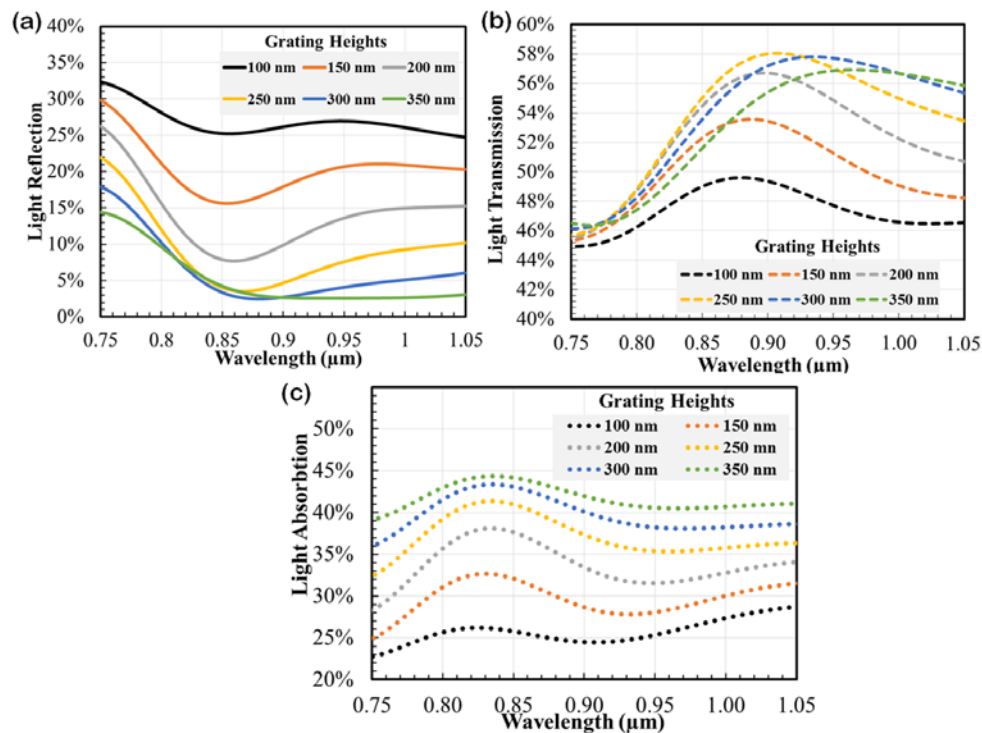 (a)
40%
35%
30%
25%
20%
15%
10%
5%
0%
Light Reflection
Grating Heights
100 nm 150 nm 200 nm
250 nm 300 nm 350 nm
0.75 0.8 0.85 0.9 0.95 1 1.05
Wavelength (µm)
(b)
60%
58%
56%
54%
52%
50%
48%
46%
44%
42%
40%
Light Transmission
Grating Heights
100 nm 150 nm 200 nm
250 nm 300 nm 350 nm
0.75 0.80 0.85 0.90 0.95 1.00 1.05
Wavelength (µm)
(c)
50%
45%
40%
35%
30%
25%
20%
Light Absorbtion
Grating Heights
100 nm 150 nm
200 nm 250 mn
300 nm 350 nm
0.75 0.80 0.85 0.90 0.95 1.00 1.05
Wavelength (µm)